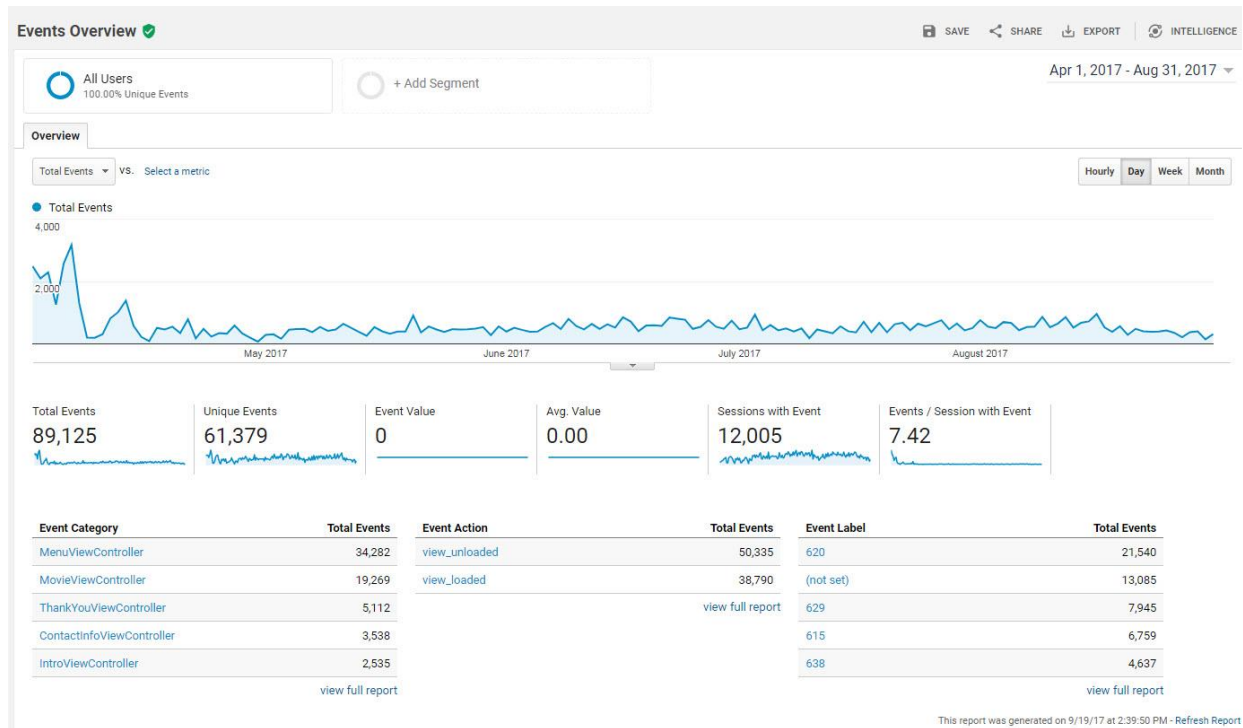 Events Overview
SAVE SHARE EXPORT INTELLIGENCE
All Users
100.00% Unique Events
+ Add Segment
Apr 1, 2017 - Aug 31, 2017
Overview
Total Events VS. Select a metric
Hourly Day Week Month
Total Events
4,000
2,000
May 2017 June 2017 July 2017 August 2017
Total Events Unique Events Event Value Avg. Value Sessions with Event Events / Session with Event
89,125 61,379 0 0.00 12,005 7.42
Event Category Total Events Event Action Total Events Event Label Total Events
MenuViewController 34,282 view_unloaded 50,335 620 21,540
MovieViewController 19,269 view_loaded 38,790 (not set) 13,085
ThankYouViewController 5,112 view full report 629 7,945
ContactInfoViewController 3,538 615 6,759
IntroViewController 2,535 638 4,637
view full report view full report
This report was generated on 9/19/17 at 2:39:50 PM - Refresh Report